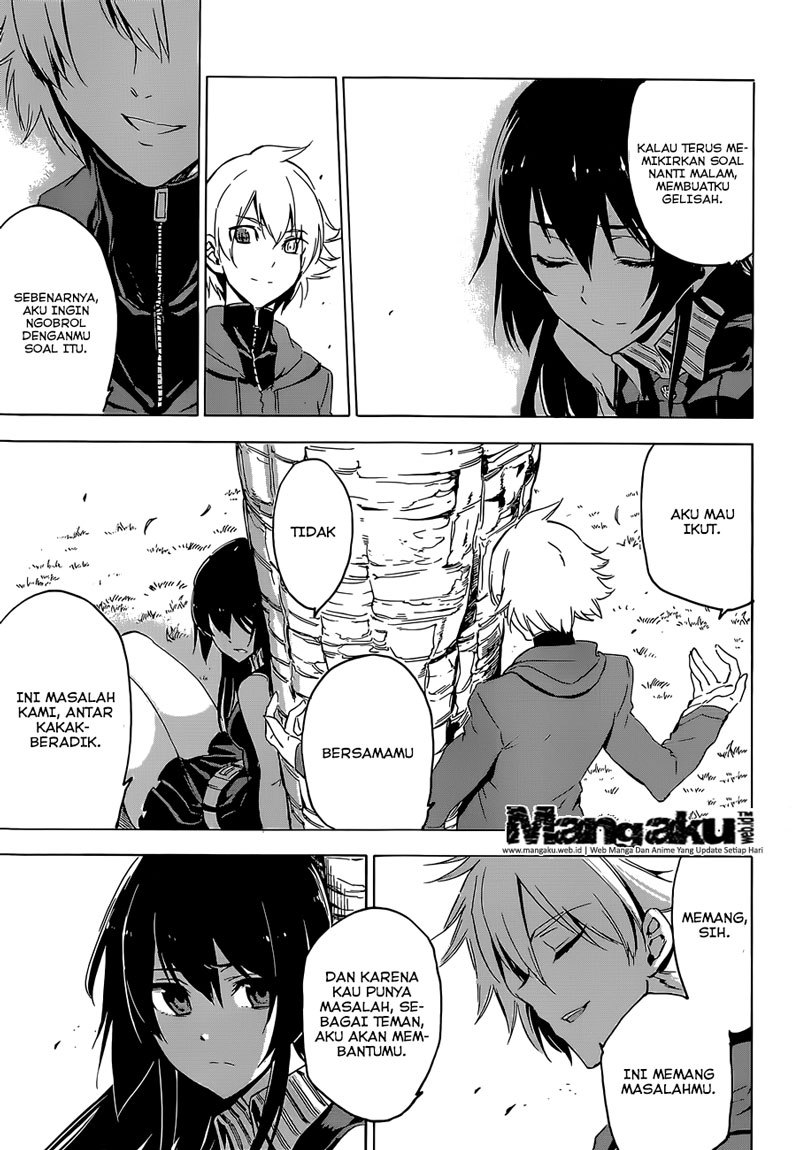 KALAU TERUS ME-
MIKIRKAN SOAL
NANTI MALAM,
MEMBUATKU
GELISAH.
SEBENARNYA,
AKU INGIN
NGOBROL
DENGANMU
SOAL ITU.
AKU MAU
IKUT.
TIDAK
BERSAMAMU
INI MASALAH
KAMI, ANTAR
KAKAK-
BERADIK.
Mangaku
WEB.ID
www.mangaku.web.id | Web Manga Dan Anime Yang Update Setiap Hari
MEMANG,
SIH.
INI MEMANG
MASALAHMU.
DAN KARENA
KAU PUNYA
MASALAH, SE-
BAGAI TEMAN,
AKU AKAN MEM-
BANTUMU.